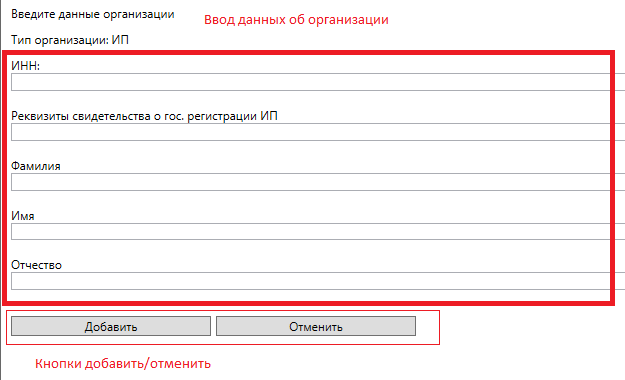 Введите данные организации
Ввод данных об организации
Тип организации: ИП
ИНН:
Реквизиты свидетельства о гос. регистрации ИП
Фамилия
Имя
Отчество
Добавить
Отменить
Кнопки добавить/отменить